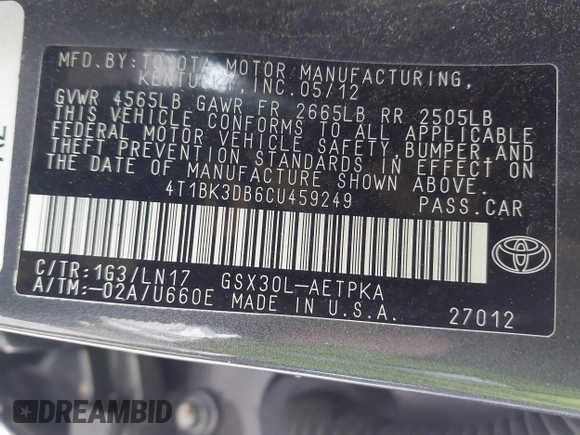 MFD.BY:TOYOTA MOTOR MANUFACTURING,
KENTUCKY, INC. 05/12
GVWR 4565LB GAWR FR 2665LB RR 2505LB
THIS VEHICLE CONFORMS TO ALL APPLICABLE
FEDERAL MOTOR VEHICLE SAFETY, BUMPER, AND
THEFT PREVENTION STANDARDS IN EFFECT ON
THE DATE OF MANUFACTURE SHOWN ABOVE.
4T1BK3DB6CU459249 PASS.CAR
C/TR:1G3/LN17 GSX30L-AETPKA
A/TM:-02A/U660E MADE IN U.S.A.
TOYOTA
27012
DREAMBID